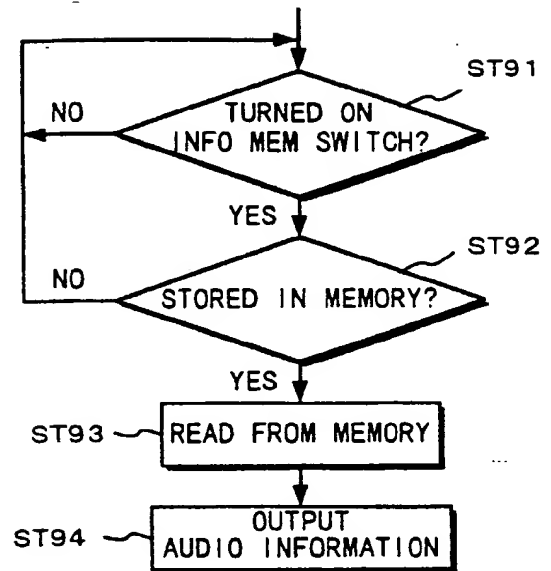 ST91
NO
TURNED ON
INFO MEM SWITCH?
YES
ST92
NO
STORED IN MEMORY?
YES
ST93
READ FROM MEMORY
ST94
OUTPUT
AUDIO INFORMATION